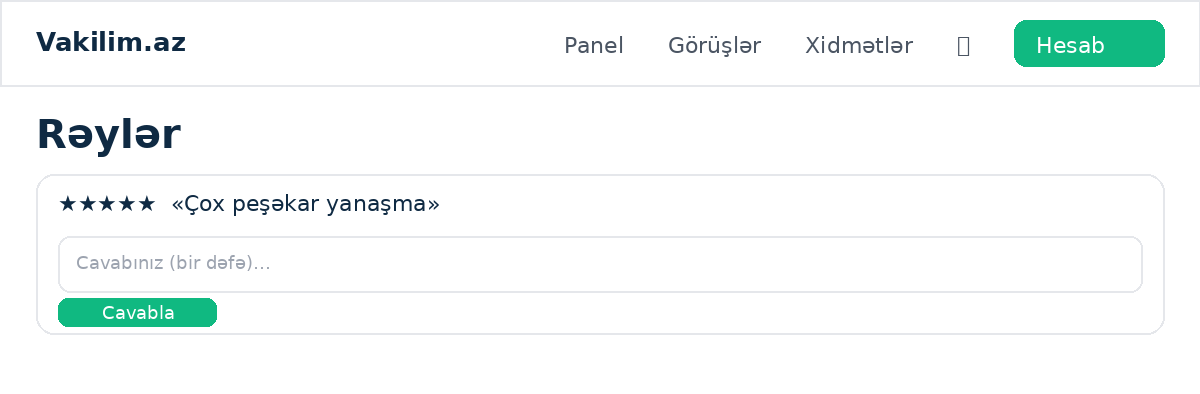 Vakilim.az
Panel Görüşlər Xidmətlər Hesab
Rəylər
★★★★★ «Çox peşəkar yanaşma»
Cavabınız (bir dəfə)...
Cavabla